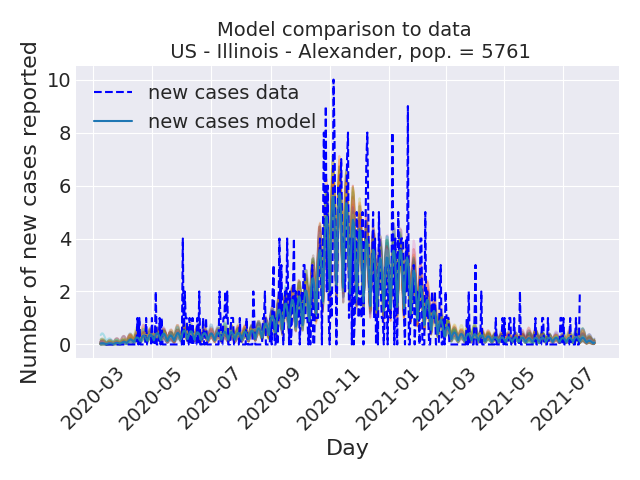 Model comparison to data
US - Illinois - Alexander, pop. = 5761
Number of new cases reported
10
8
6
4
2
0
new cases data
new cases model
2020-03
2020-05
2020-07
2020-09
2020-11
2021-01
2021-03
2021-05
2021-07
Day